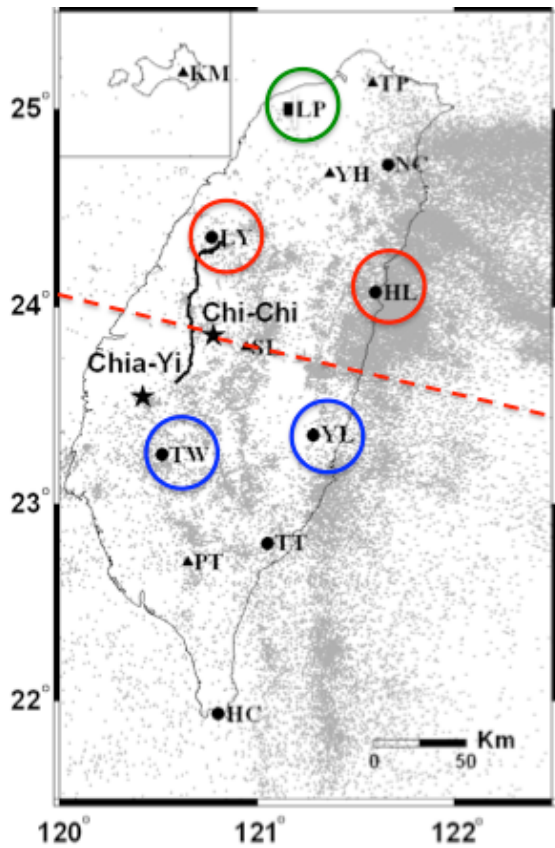 KM
TP
25°
LP
YH
NC
LY
HL
24°
Chi-Chi
SL
Chia-Yi
YL
TW
23°
TT
PT
22°
HC
Km
0 50
120° 121° 122°